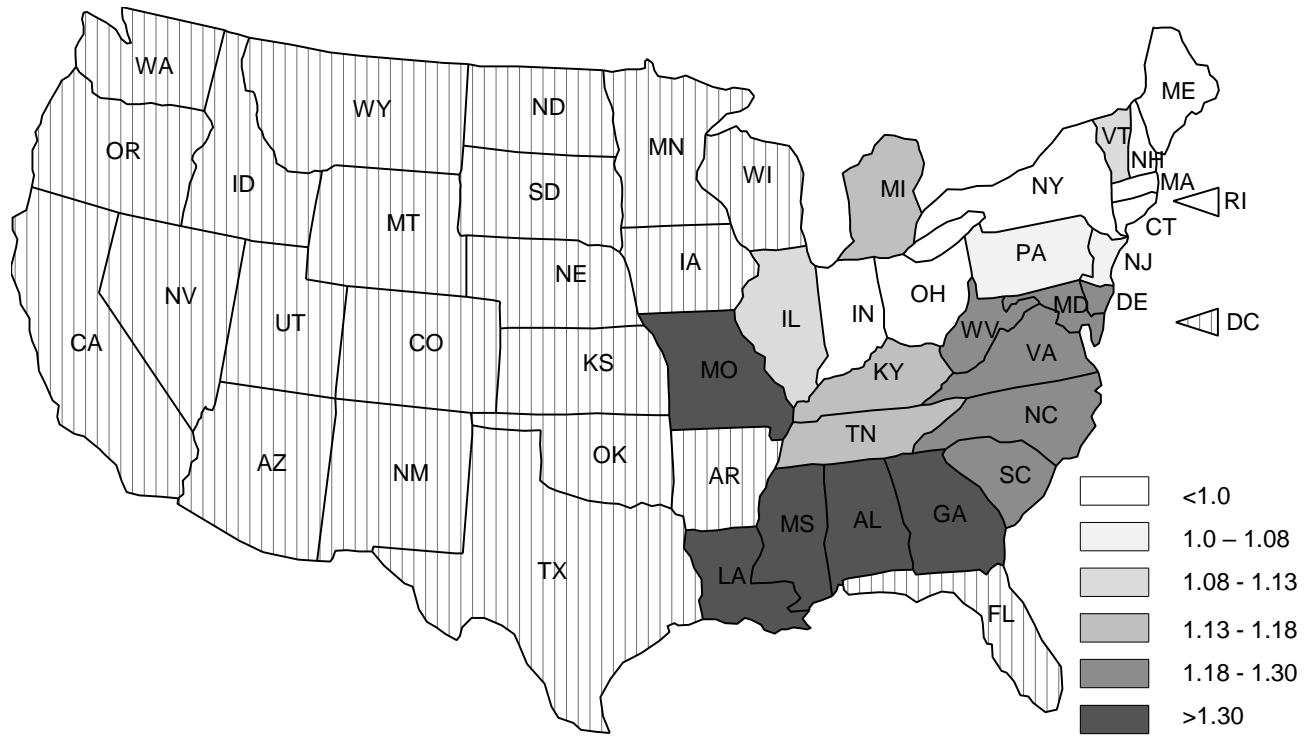 WA
WY
ND
MN
ME
OR
ID
SD
WI
MI
VT
NH
NY
MA
RI
MT
CT
NV
NE
IA
PA
NJ
UT
IL
IN
OH
MD
DE
DC
CA
CO
KS
MO
KY
WV
VA
AZ
NM
OK
AR
TN
NC
SC
TX
LA
MS
AL
GA
FL
<1.0
1.0 – 1.08
1.08 - 1.13
1.13 - 1.18
1.18 - 1.30
>1.30